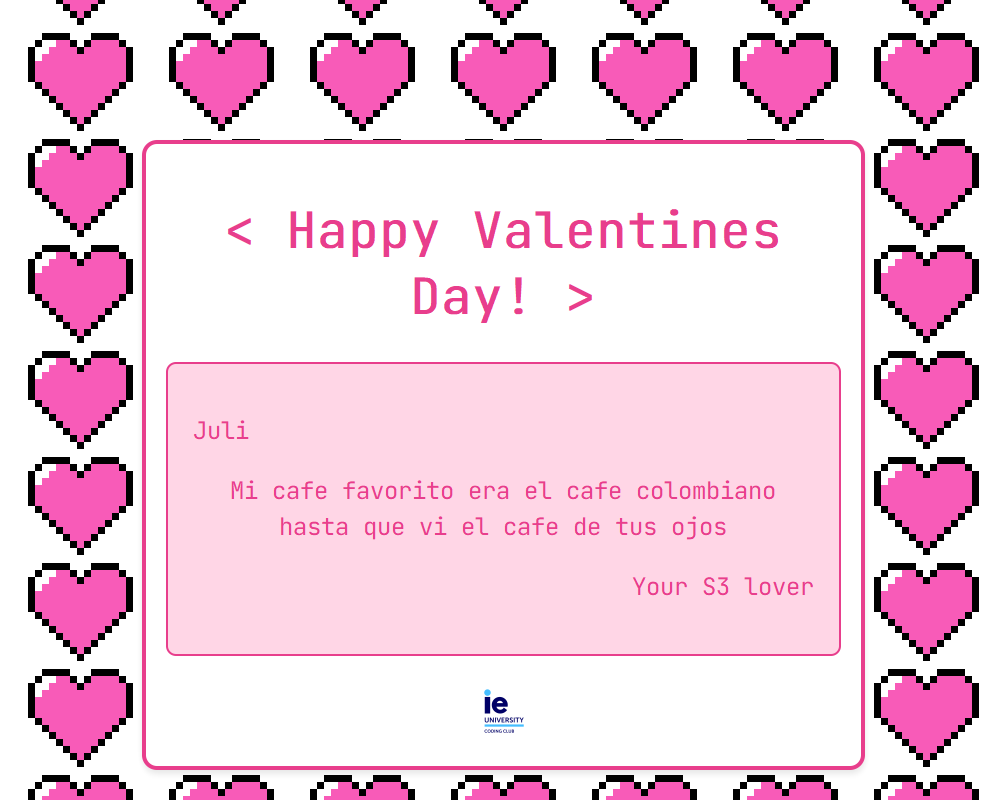 < Happy Valentines
Day! >
Juli
Mi cafe favorito era el cafe colombiano
hasta que vi el cafe de tus ojos
Your S3 lover
ie
UNIVERSITY
CODING CLUB